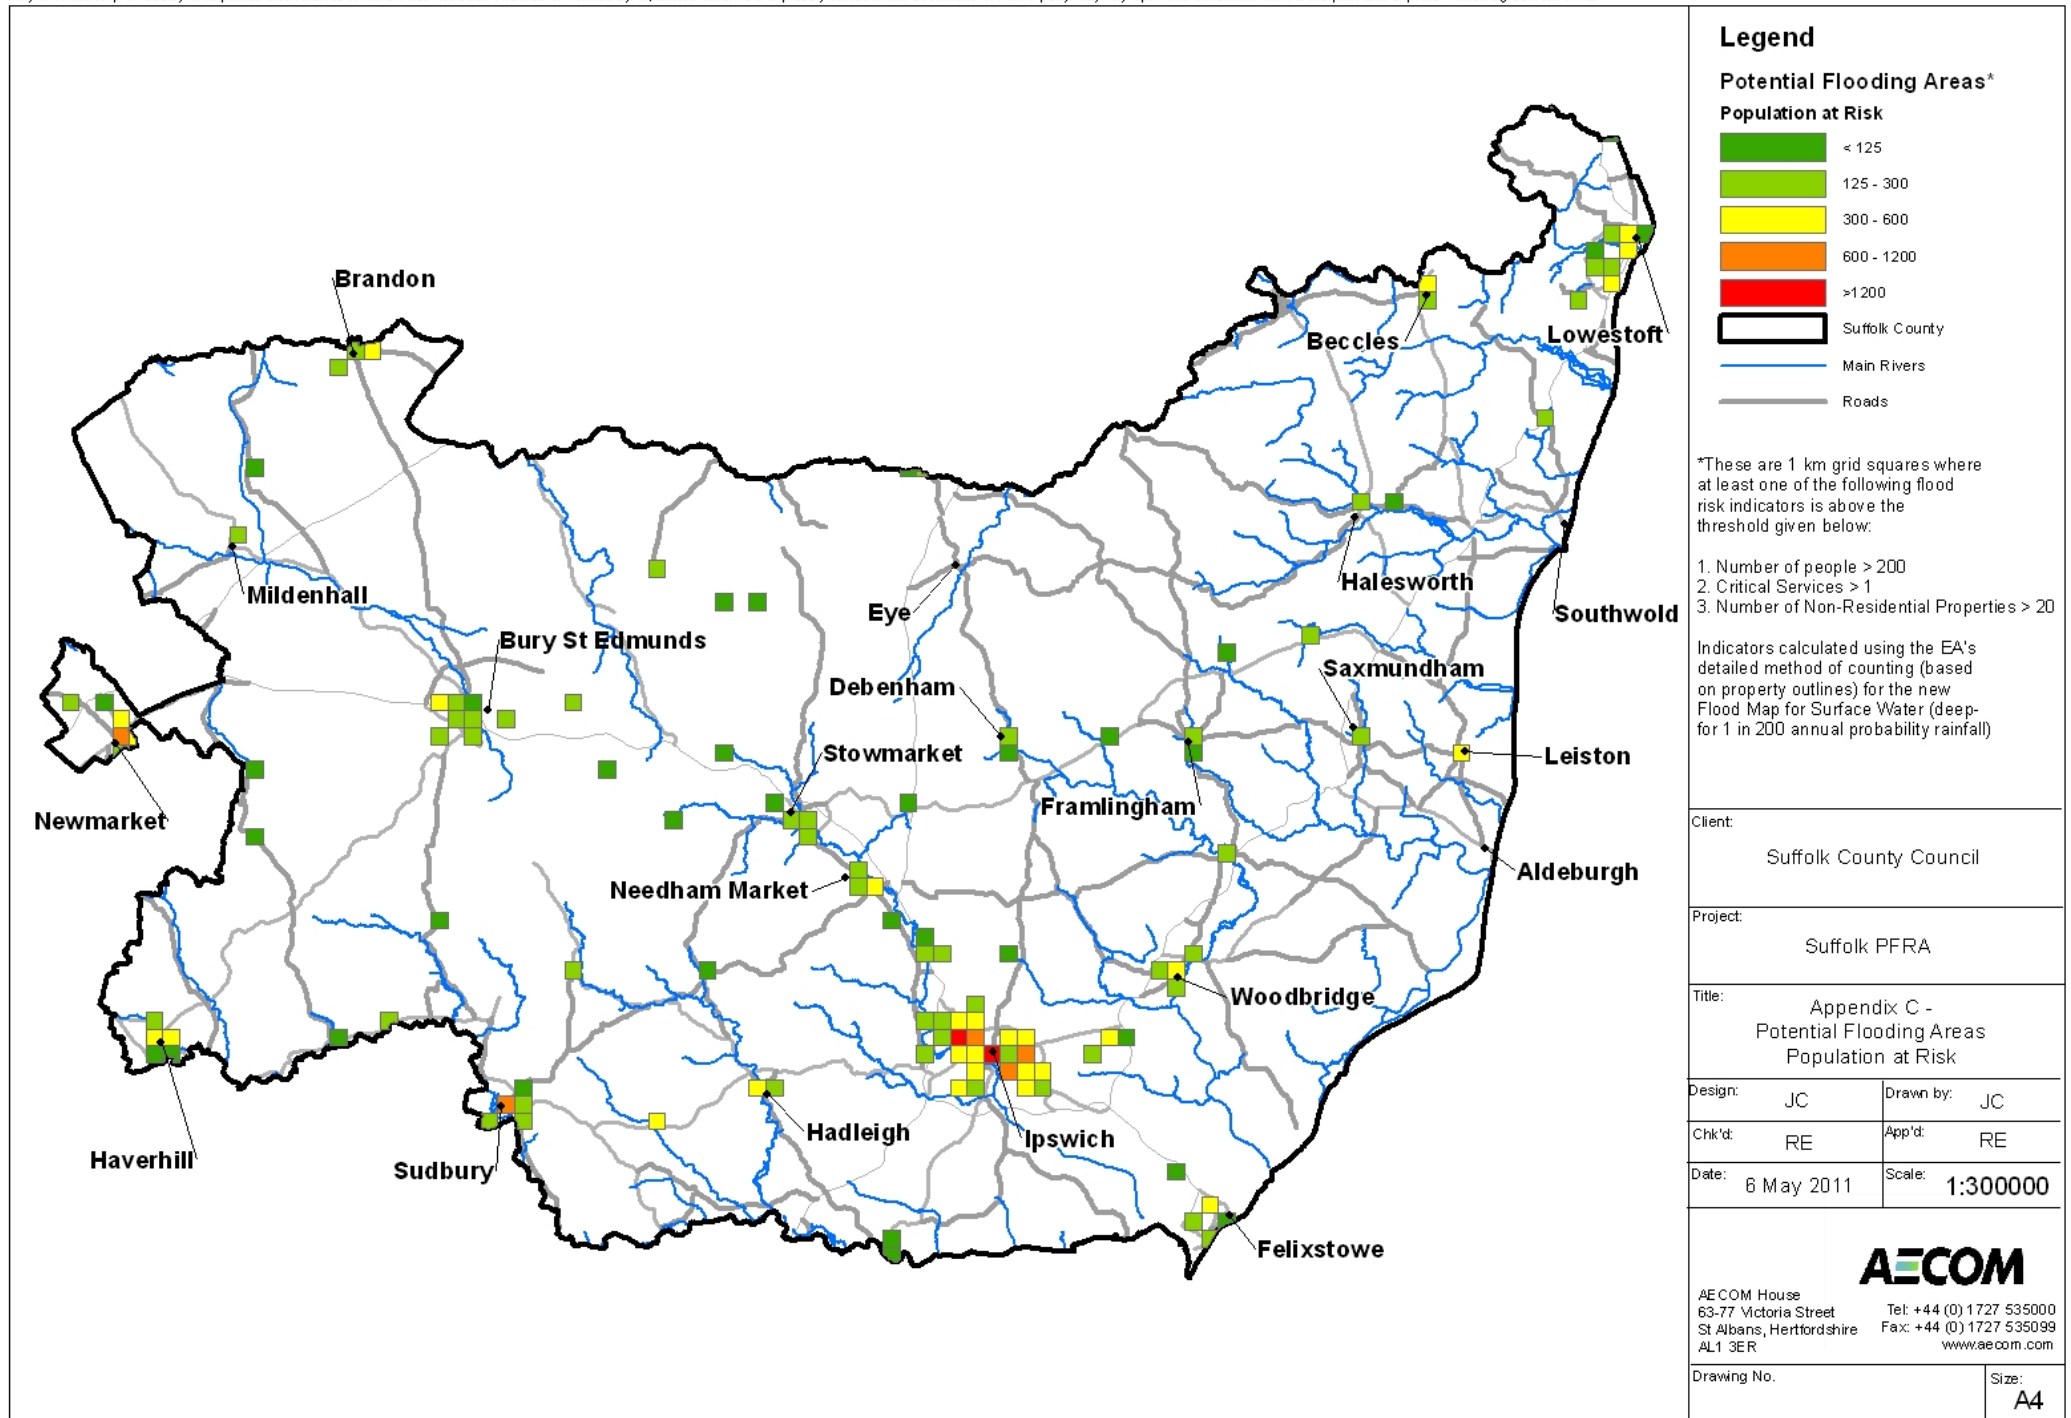 Brandon
Beccles
Lowestoft
Mildenhall
Bury St Edmunds
Eye
Halesworth
Southwold
Saxmundham
Debenham
Stowmarket
Leiston
Framlingham
Newmarket
Aldeburgh
Needham Market
Woodbridge
Hadleigh
Ipswich
Haverhill
Sudbury
Felixstowe
Legend
Potential Flooding Areas*
Population at Risk
< 125
125 - 300
300 - 600
600 - 1200
>1200
Suffolk County
Main Rivers
Roads
*These are 1 km grid squares where
at least one of the following flood
risk indicators is above the
threshold given below:
1. Number of people > 200
2. Critical Services > 1
3. Number of Non-Residential Properties > 20
Indicators calculated using the EA's
detailed method of counting (based
on property outlines) for the new
Flood Map for Surface Water (deep-
for 1 in 200 annual probability rainfall)
Client:
Suffolk County Council
Project:
Suffolk PFRA
Title:
Appendix C -
Potential Flooding Areas
Population at Risk
Design: JC
Drawn by: JC
Chk'd: RE
App'd: RE
Date: 6 May 2011
Scale: 1:300000
AECOM
AECOM House
63-77 Victoria Street
St Albans, Hertfordshire
AL1 3ER
Tel: +44 (0) 1727 535000
Fax: +44 (0) 1727 535099
www.aecom.com
Drawing No.
Size:
A4